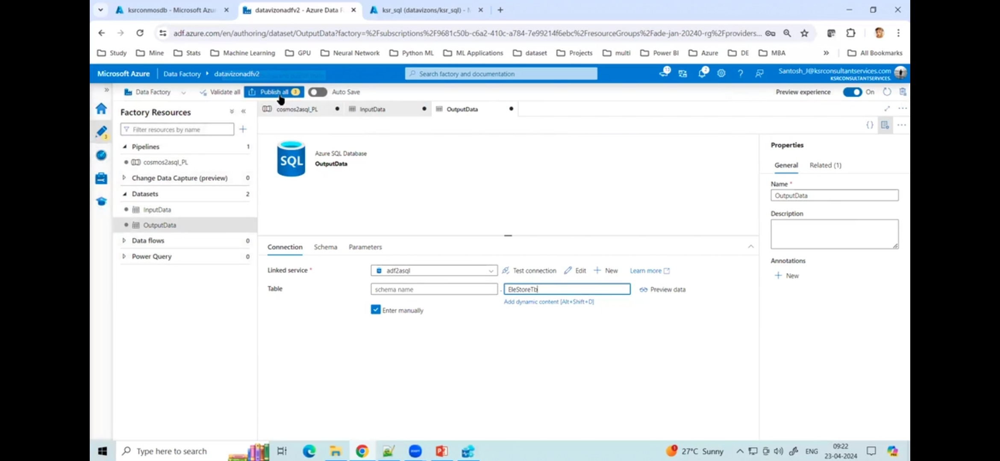 ksrconmosdb - Microsoft Azur
datavizonadfv2 - Azure Data F
ksr_sql (datavizons/ksr_sql) - M
adf.azure.com/en/authoring/dataset/OutputData?factory=%2Fsubscriptions%2F9681c50b-c6a2-410c-a784-7e99214f6ebc%2FresourceGroups%2Fade-jan-20240-rg%2Fproviders...
Study Mine Stats Machine Learning GPU Neural Network Python ML ML Applications dataset Projects multi Power BI Azure DE MBA » All Bookmarks
Microsoft Azure Data Factory datavizonadfv2 Search factory and documentation 13 2 ? Santosh_J@ksrconsultantservices.com
KSRCONSULTANTSERVICES.
Data Factory Validate all Publish all 3 Auto Save Preview experience On
Factory Resources
cosmos2asql_PL InputData OutputData
Filter resources by name
3
Pipelines 1
cosmos2asql_PL
Change Data Capture (preview) 0
Datasets 2
InputData
OutputData
Data flows 0
Power Query 0
SQL
Azure SQL Database
OutputData
Connection Schema Parameters
Linked service * adf2asql Test connection Edit New Learn more
Table schema name . EleStoreTb Preview data
Add dynamic content [Alt+Shift+D]
Enter manually
Properties
General Related (1)
Name *
OutputData
Description
Annotations
New
Type here to search
zoom
1 27°C Sunny ENG 09:22
23-04-2024